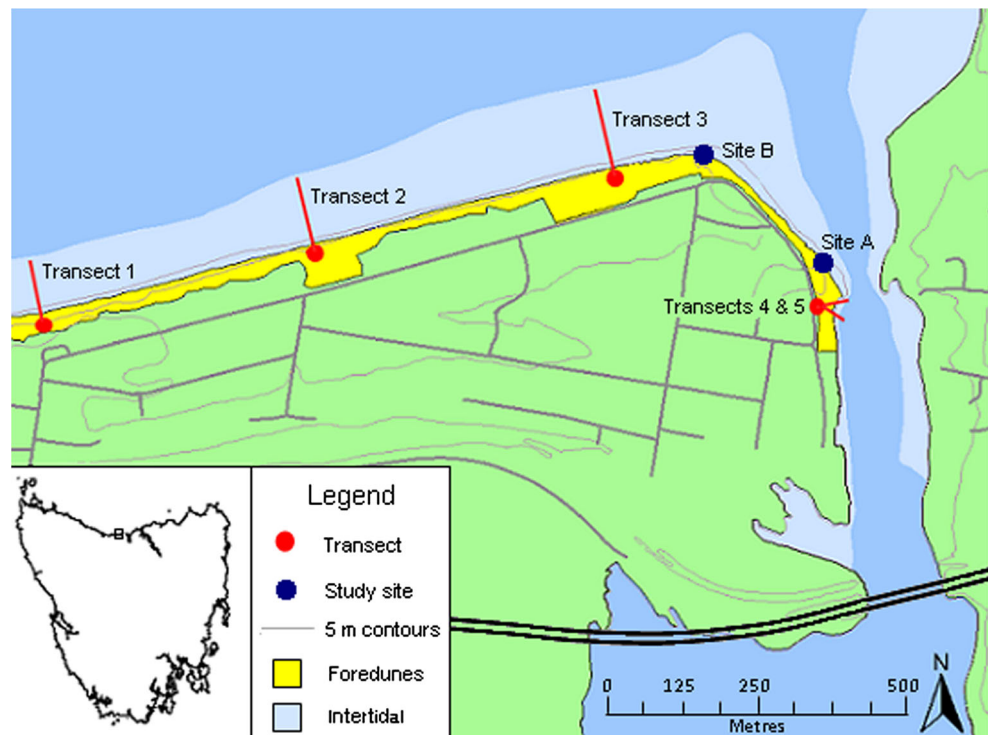 Transect 3
Site B
Transect 2
Site A
Transect 1
Transects 4 & 5
Legend
Transect
Study site
5 m contours
Foredunes
Intertidal
0 125 250 500
Metres
N